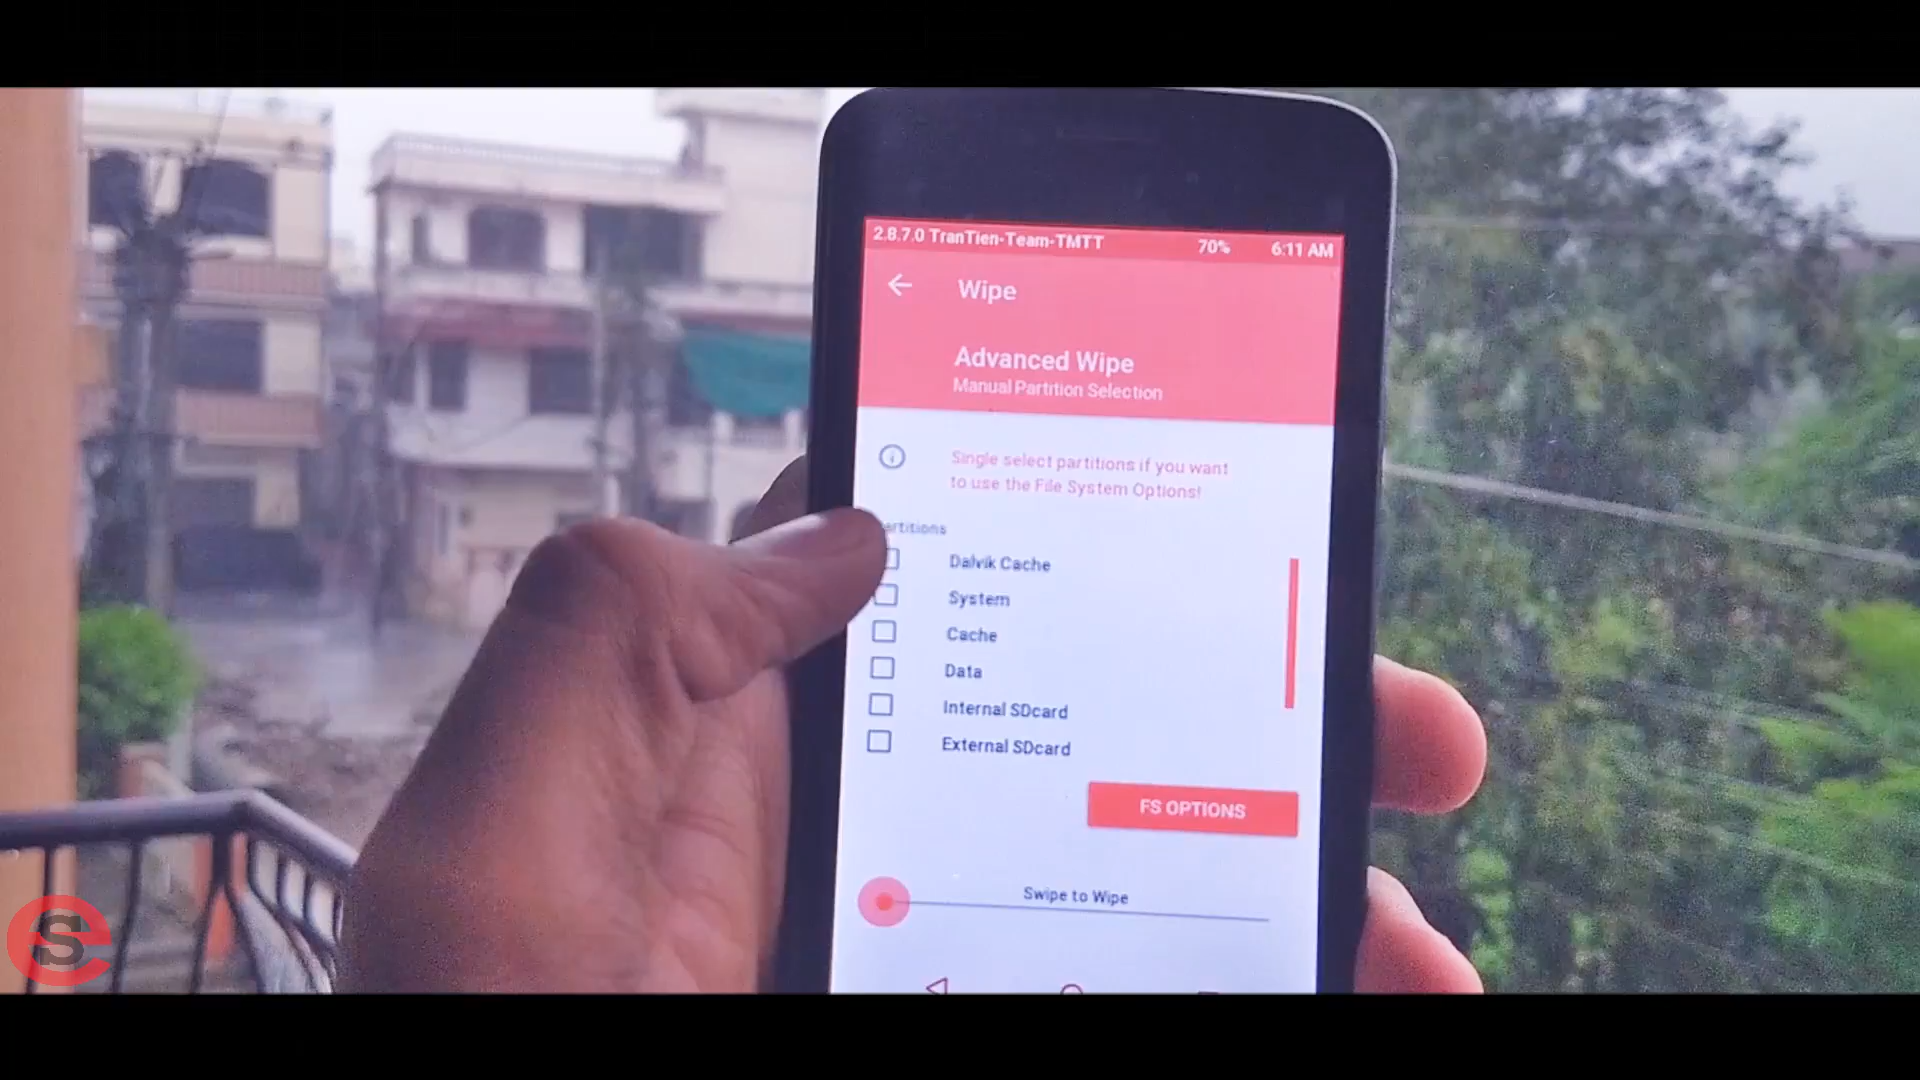 2.8.7.0 TranTien-Team-TMTT 70% 6:11 AM
Wipe
Advanced Wipe
Manual Partition Selection
Single select partitions if you want
to use the File System Options!
artitions
Dalvik Cache
System
Cache
Data
Internal SDcard
External SDcard
FS OPTIONS
Swipe to Wipe
S